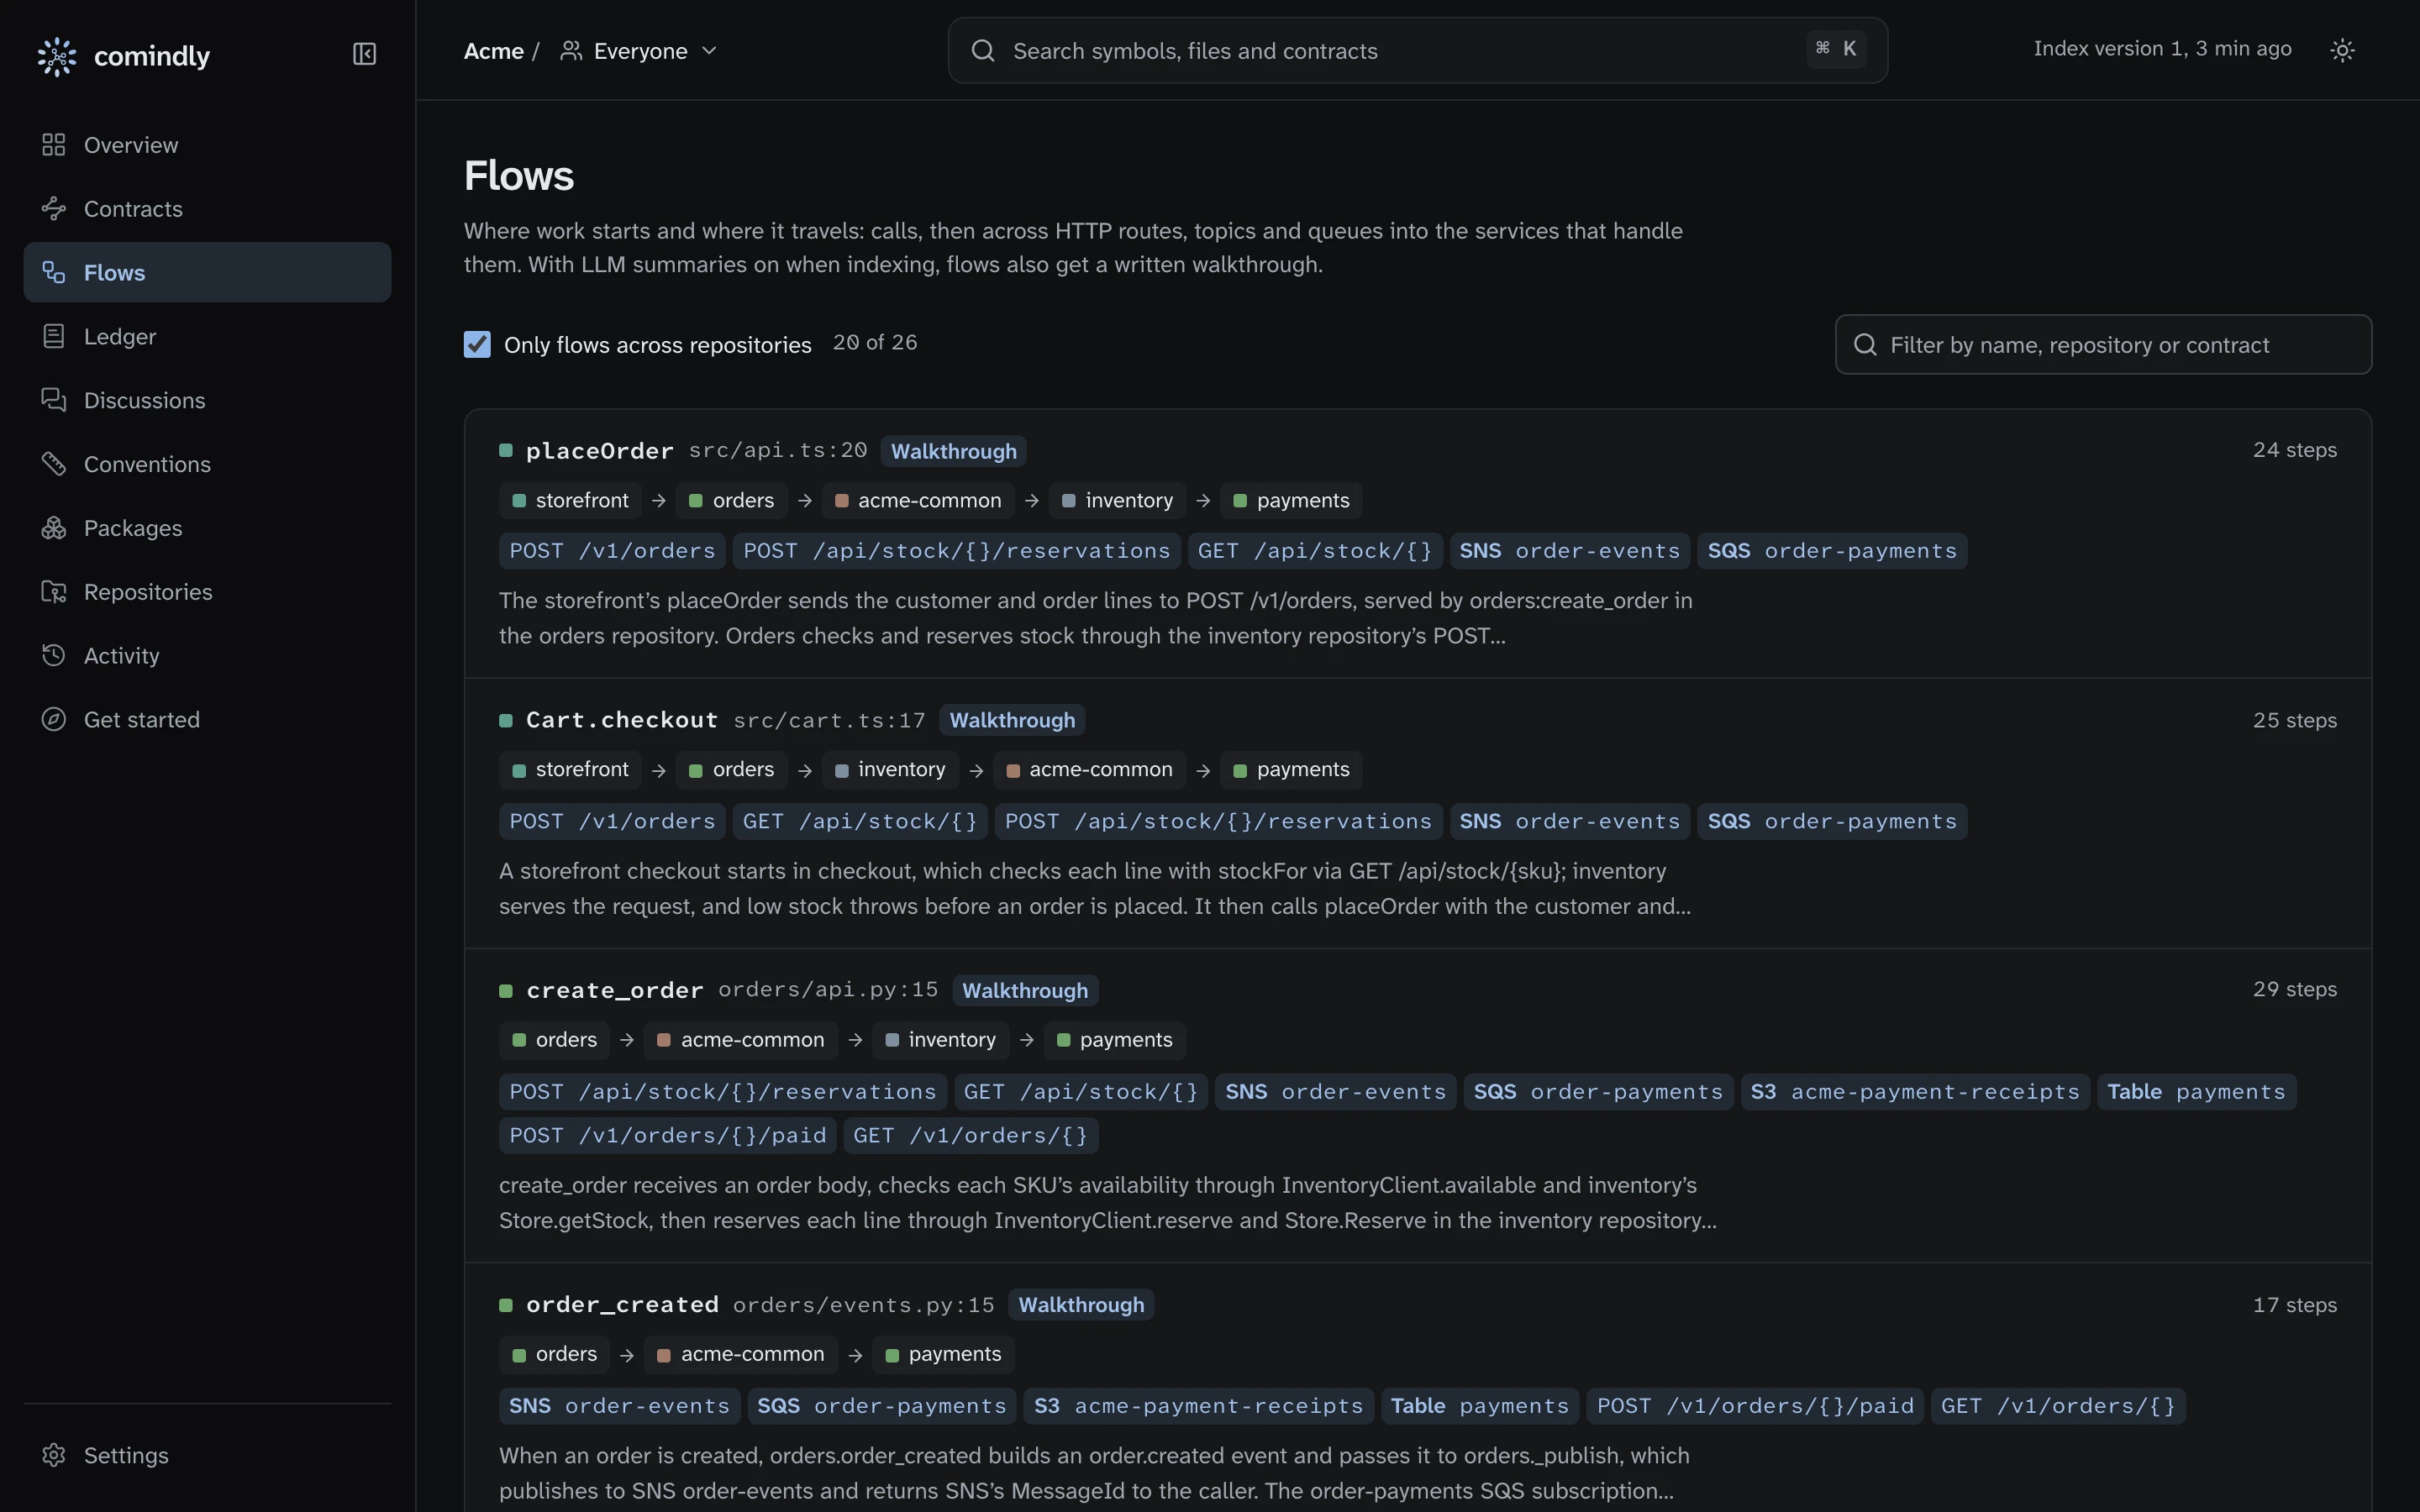 comindly
Acme / Everyone
Search symbols, files and contracts
⌘ K
Index version 1, 3 min ago
Overview
Contracts
Flows
Ledger
Discussions
Conventions
Packages
Repositories
Activity
Get started
Settings
Flows
Where work starts and where it travels: calls, then across HTTP routes, topics and queues into the services that handle
them. With LLM summaries on when indexing, flows also get a written walkthrough.
Only flows across repositories 20 of 26
Filter by name, repository or contract
placeOrder src/api.ts:20 Walkthrough 24 steps
storefront → orders → acme-common → inventory → payments
POST /v1/orders POST /api/stock/{}/reservations GET /api/stock/{} SNS order-events SQS order-payments
The storefront’s placeOrder sends the customer and order lines to POST /v1/orders, served by orders:create_order in
the orders repository. Orders checks and reserves stock through the inventory repository’s POST…
Cart.checkout src/cart.ts:17 Walkthrough 25 steps
storefront → orders → inventory → acme-common → payments
POST /v1/orders GET /api/stock/{} POST /api/stock/{}/reservations SNS order-events SQS order-payments
A storefront checkout starts in checkout, which checks each line with stockFor via GET /api/stock/{sku}; inventory
serves the request, and low stock throws before an order is placed. It then calls placeOrder with the customer and…
create_order orders/api.py:15 Walkthrough 29 steps
orders → acme-common → inventory → payments
POST /api/stock/{}/reservations GET /api/stock/{} SNS order-events SQS order-payments S3 acme-payment-receipts Table payments
POST /v1/orders/{}/paid GET /v1/orders/{}
create_order receives an order body, checks each SKU’s availability through InventoryClient.available and inventory’s
Store.getStock, then reserves each line through InventoryClient.reserve and Store.Reserve in the inventory repository…
order_created orders/events.py:15 Walkthrough 17 steps
orders → acme-common → payments
SNS order-events SQS order-payments S3 acme-payment-receipts Table payments POST /v1/orders/{}/paid GET /v1/orders/{}
When an order is created, orders.order_created builds an order.created event and passes it to orders._publish, which
publishes to SNS order-events and returns SNS’s MessageId to the caller. The order-payments SQS subscription…